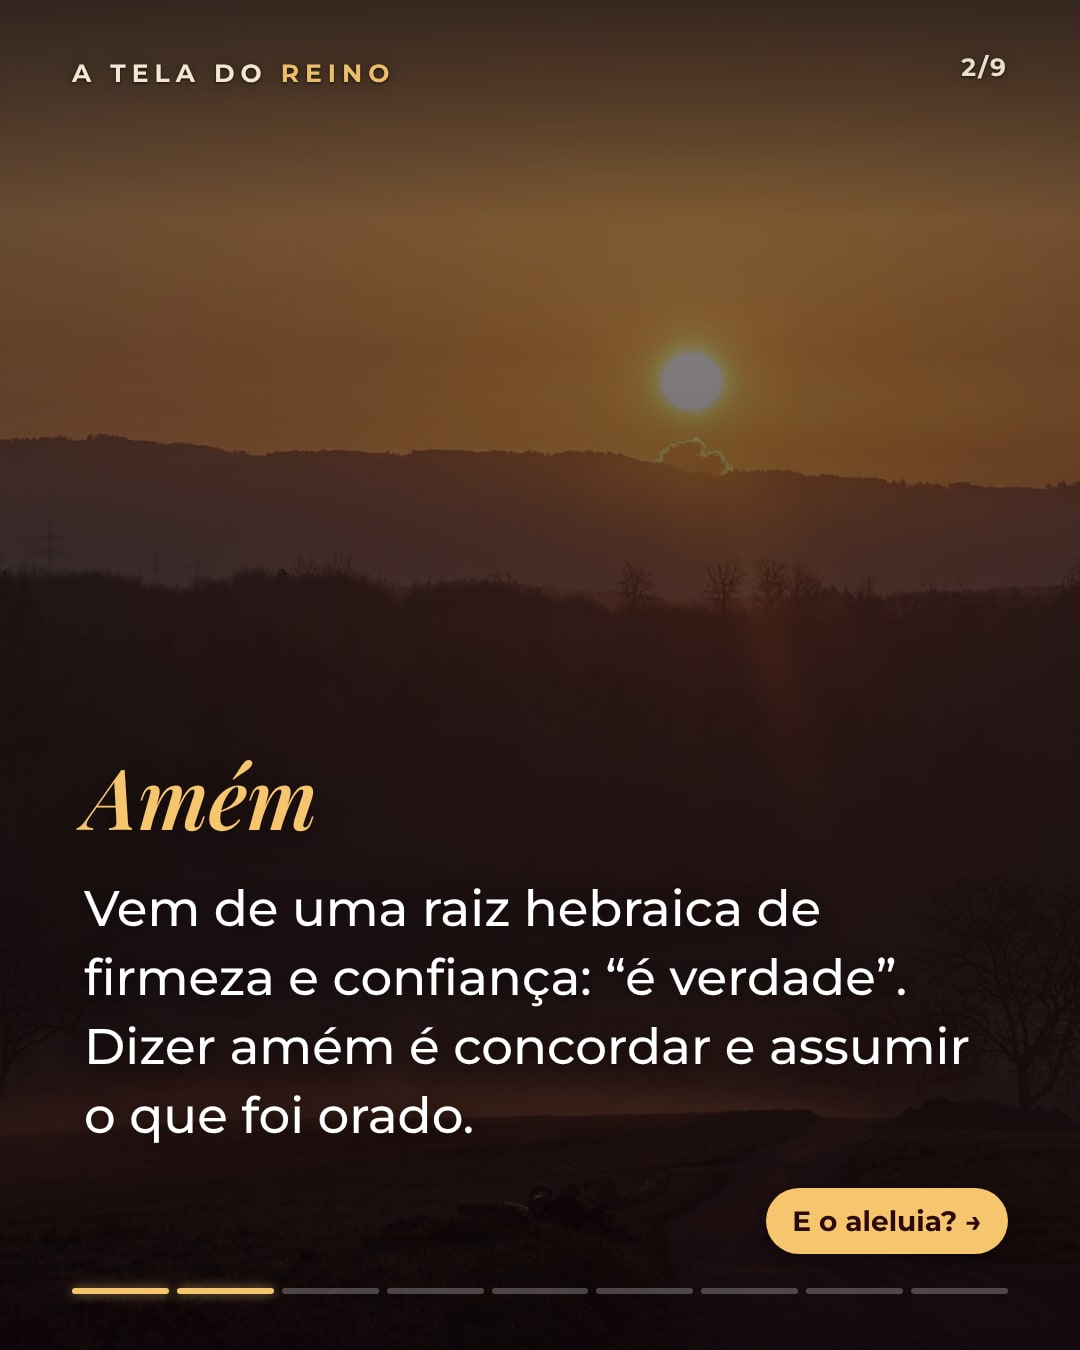 A TELA DO REINO
2/9
Amém
Vem de uma raiz hebraica de
firmeza e confiança: “é verdade”.
Dizer amém é concordar e assumir
o que foi orado.
E o aleluia? →